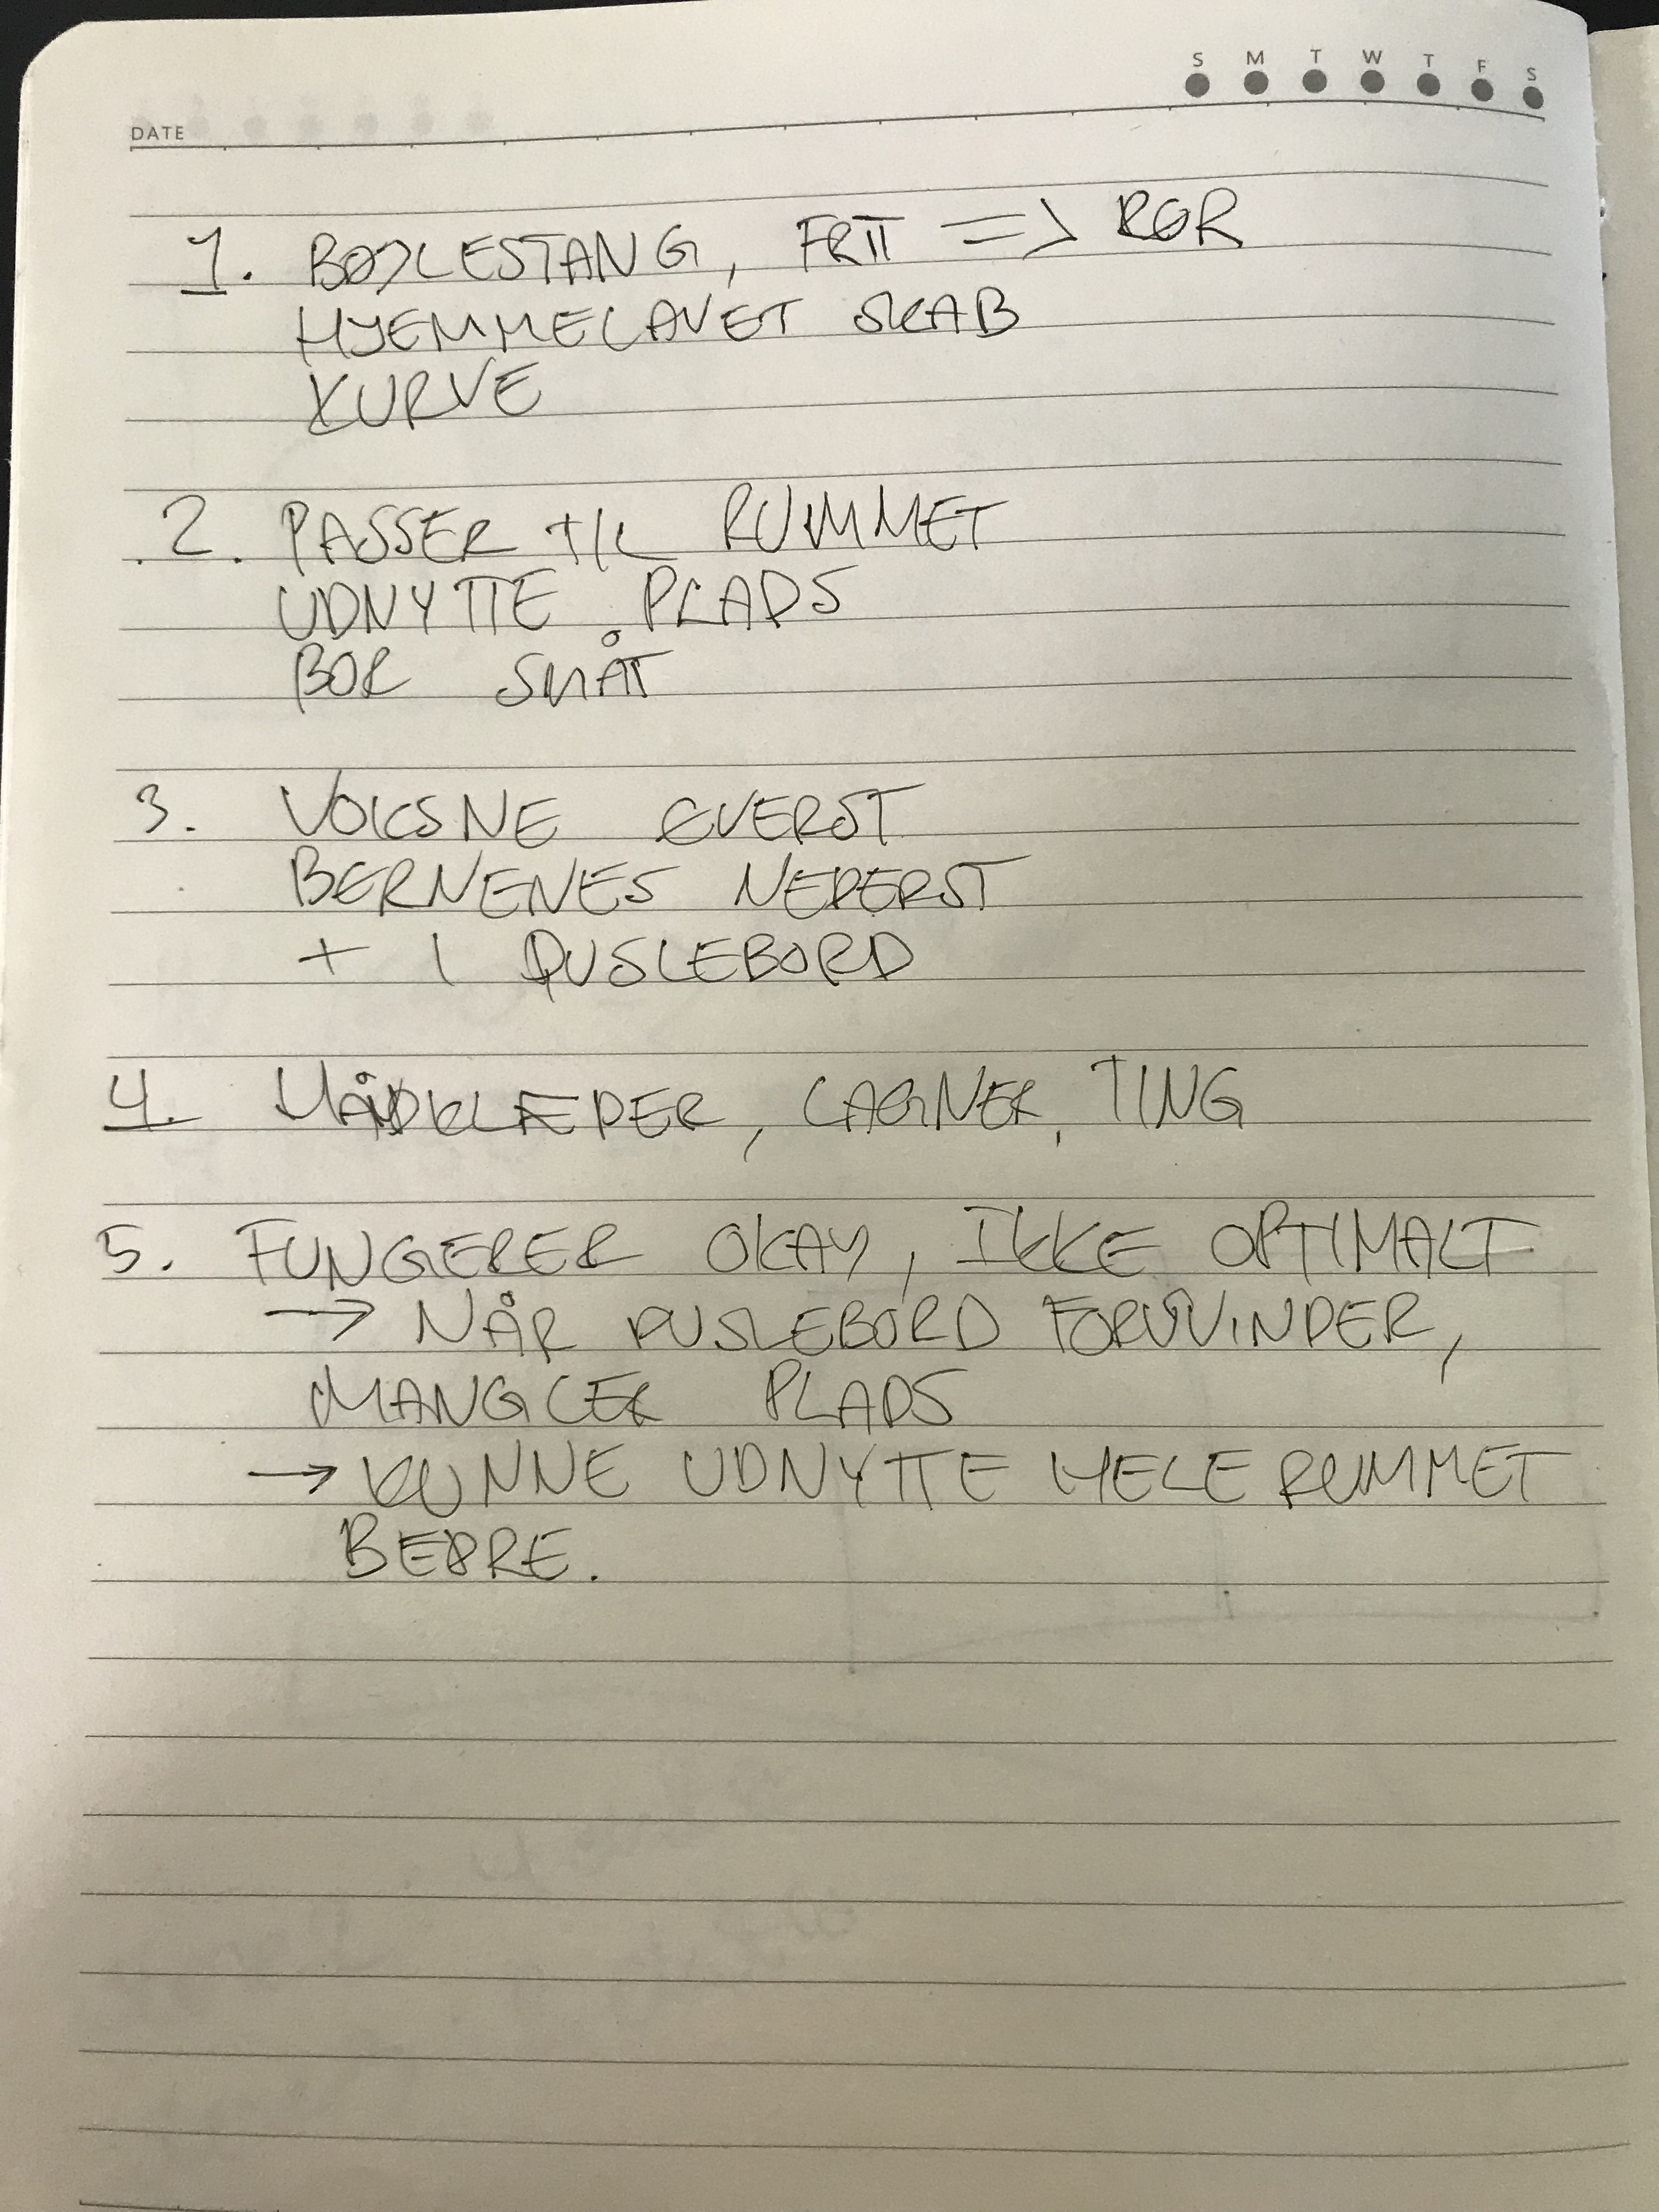 S M T W T F S
DATE
1. BØJLESTANG, FRIT => RØR
HJEMMELAVET SKAB
KURVE
2. PASSER TIL RUMMET
UDNYTTE PLADS
BOR SMÅT
3. VOKSNE ØVERST
BØRNENES NEDERST
+ 1 PUSLEBORD
4. HÅNDKLÆDER, LAGNER, TING
5. FUNGERER OKAY, IKKE OPTIMALT
→ NÅR PUSLEBORD FORSVINDER,
MANGLER PLADS
→ KUNNE UDNYTTE HELE RUMMET
BEDRE.